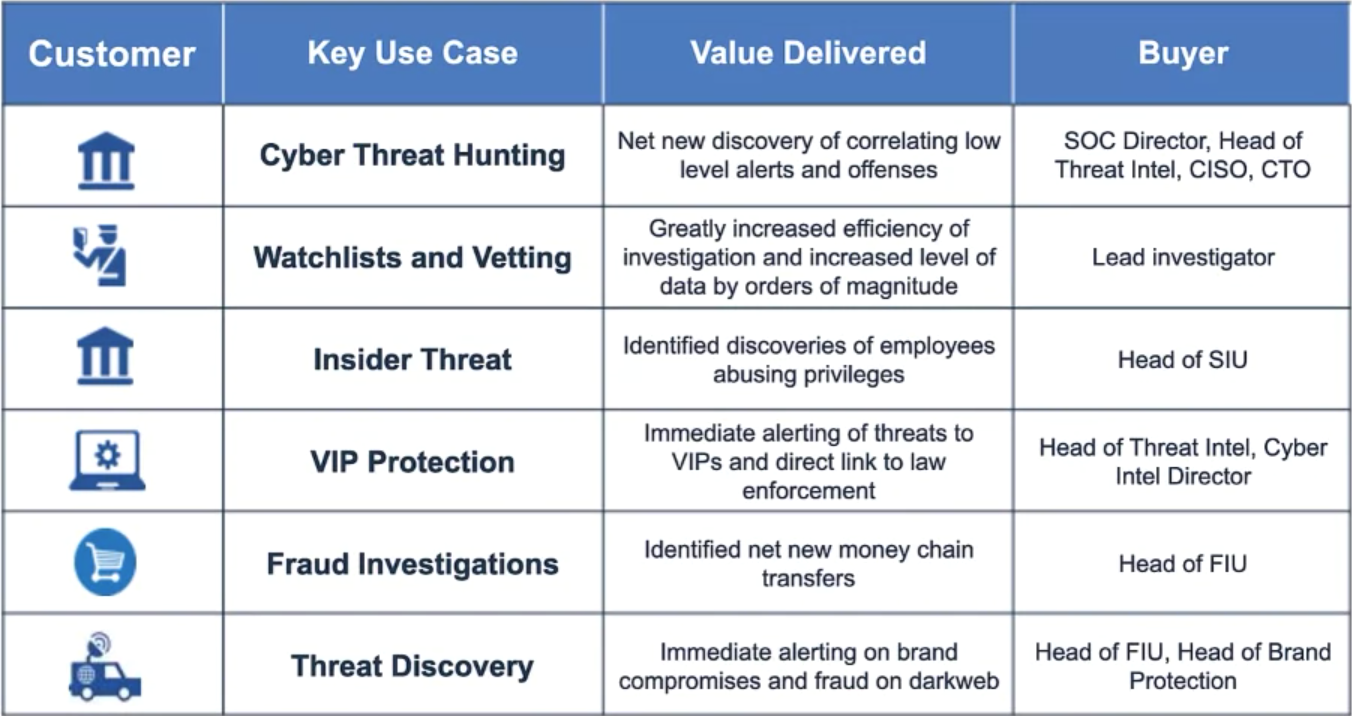 Customer
Key Use Case
Value Delivered
Buyer
Cyber Threat Hunting
Net new discovery of correlating low
level alerts and offenses
SOC Director, Head of
Threat Intel, CISO, CTO
Watchlists and Vetting
Greatly increased efficiency of
investigation and increased level of
data by orders of magnitude
Lead investigator
Insider Threat
Identified discoveries of employees
abusing privileges
Head of SIU
VIP Protection
Immediate alerting of threats to
VIPs and direct link to law
enforcement
Head of Threat Intel, Cyber
Intel Director
Fraud Investigations
Identified net new money chain
transfers
Head of FIU
Threat Discovery
Immediate alerting on brand
compromises and fraud on darkweb
Head of FIU, Head of Brand
Protection